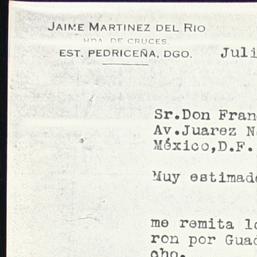 JAIME MARTINEZ DEL RIO
HDA. DE CRUCES
EST. PEDRICEÑA, DGO.
Juli
Sr.Don Fran
Av.Juarez N
México,D.F.
Muy estimad
me remita lo
ron por Guad
cho.